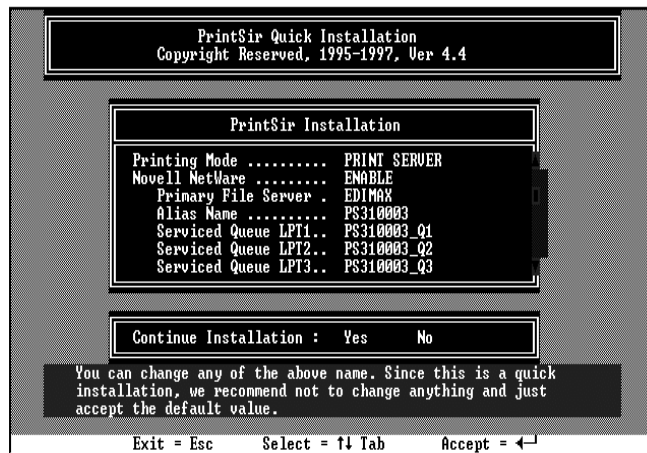 PrintSir Quick Installation
Copyright Reserved, 1995-1997, Ver 4.4
PrintSir Installation
Printing Mode .......... PRINT SERVER
Novell NetWare ......... ENABLE
Primary File Server . EDIMAX
Alias Name .......... PS310003
Serviced Queue LPT1.. PS310003_Q1
Serviced Queue LPT2.. PS310003_Q2
Serviced Queue LPT3.. PS310003_Q3
Continue Installation : Yes No
You can change any of the above name. Since this is a quick
installation, we recommend not to change anything and just
accept the default value.
Exit = Esc Select = ↑↓ Tab Accept = ↵